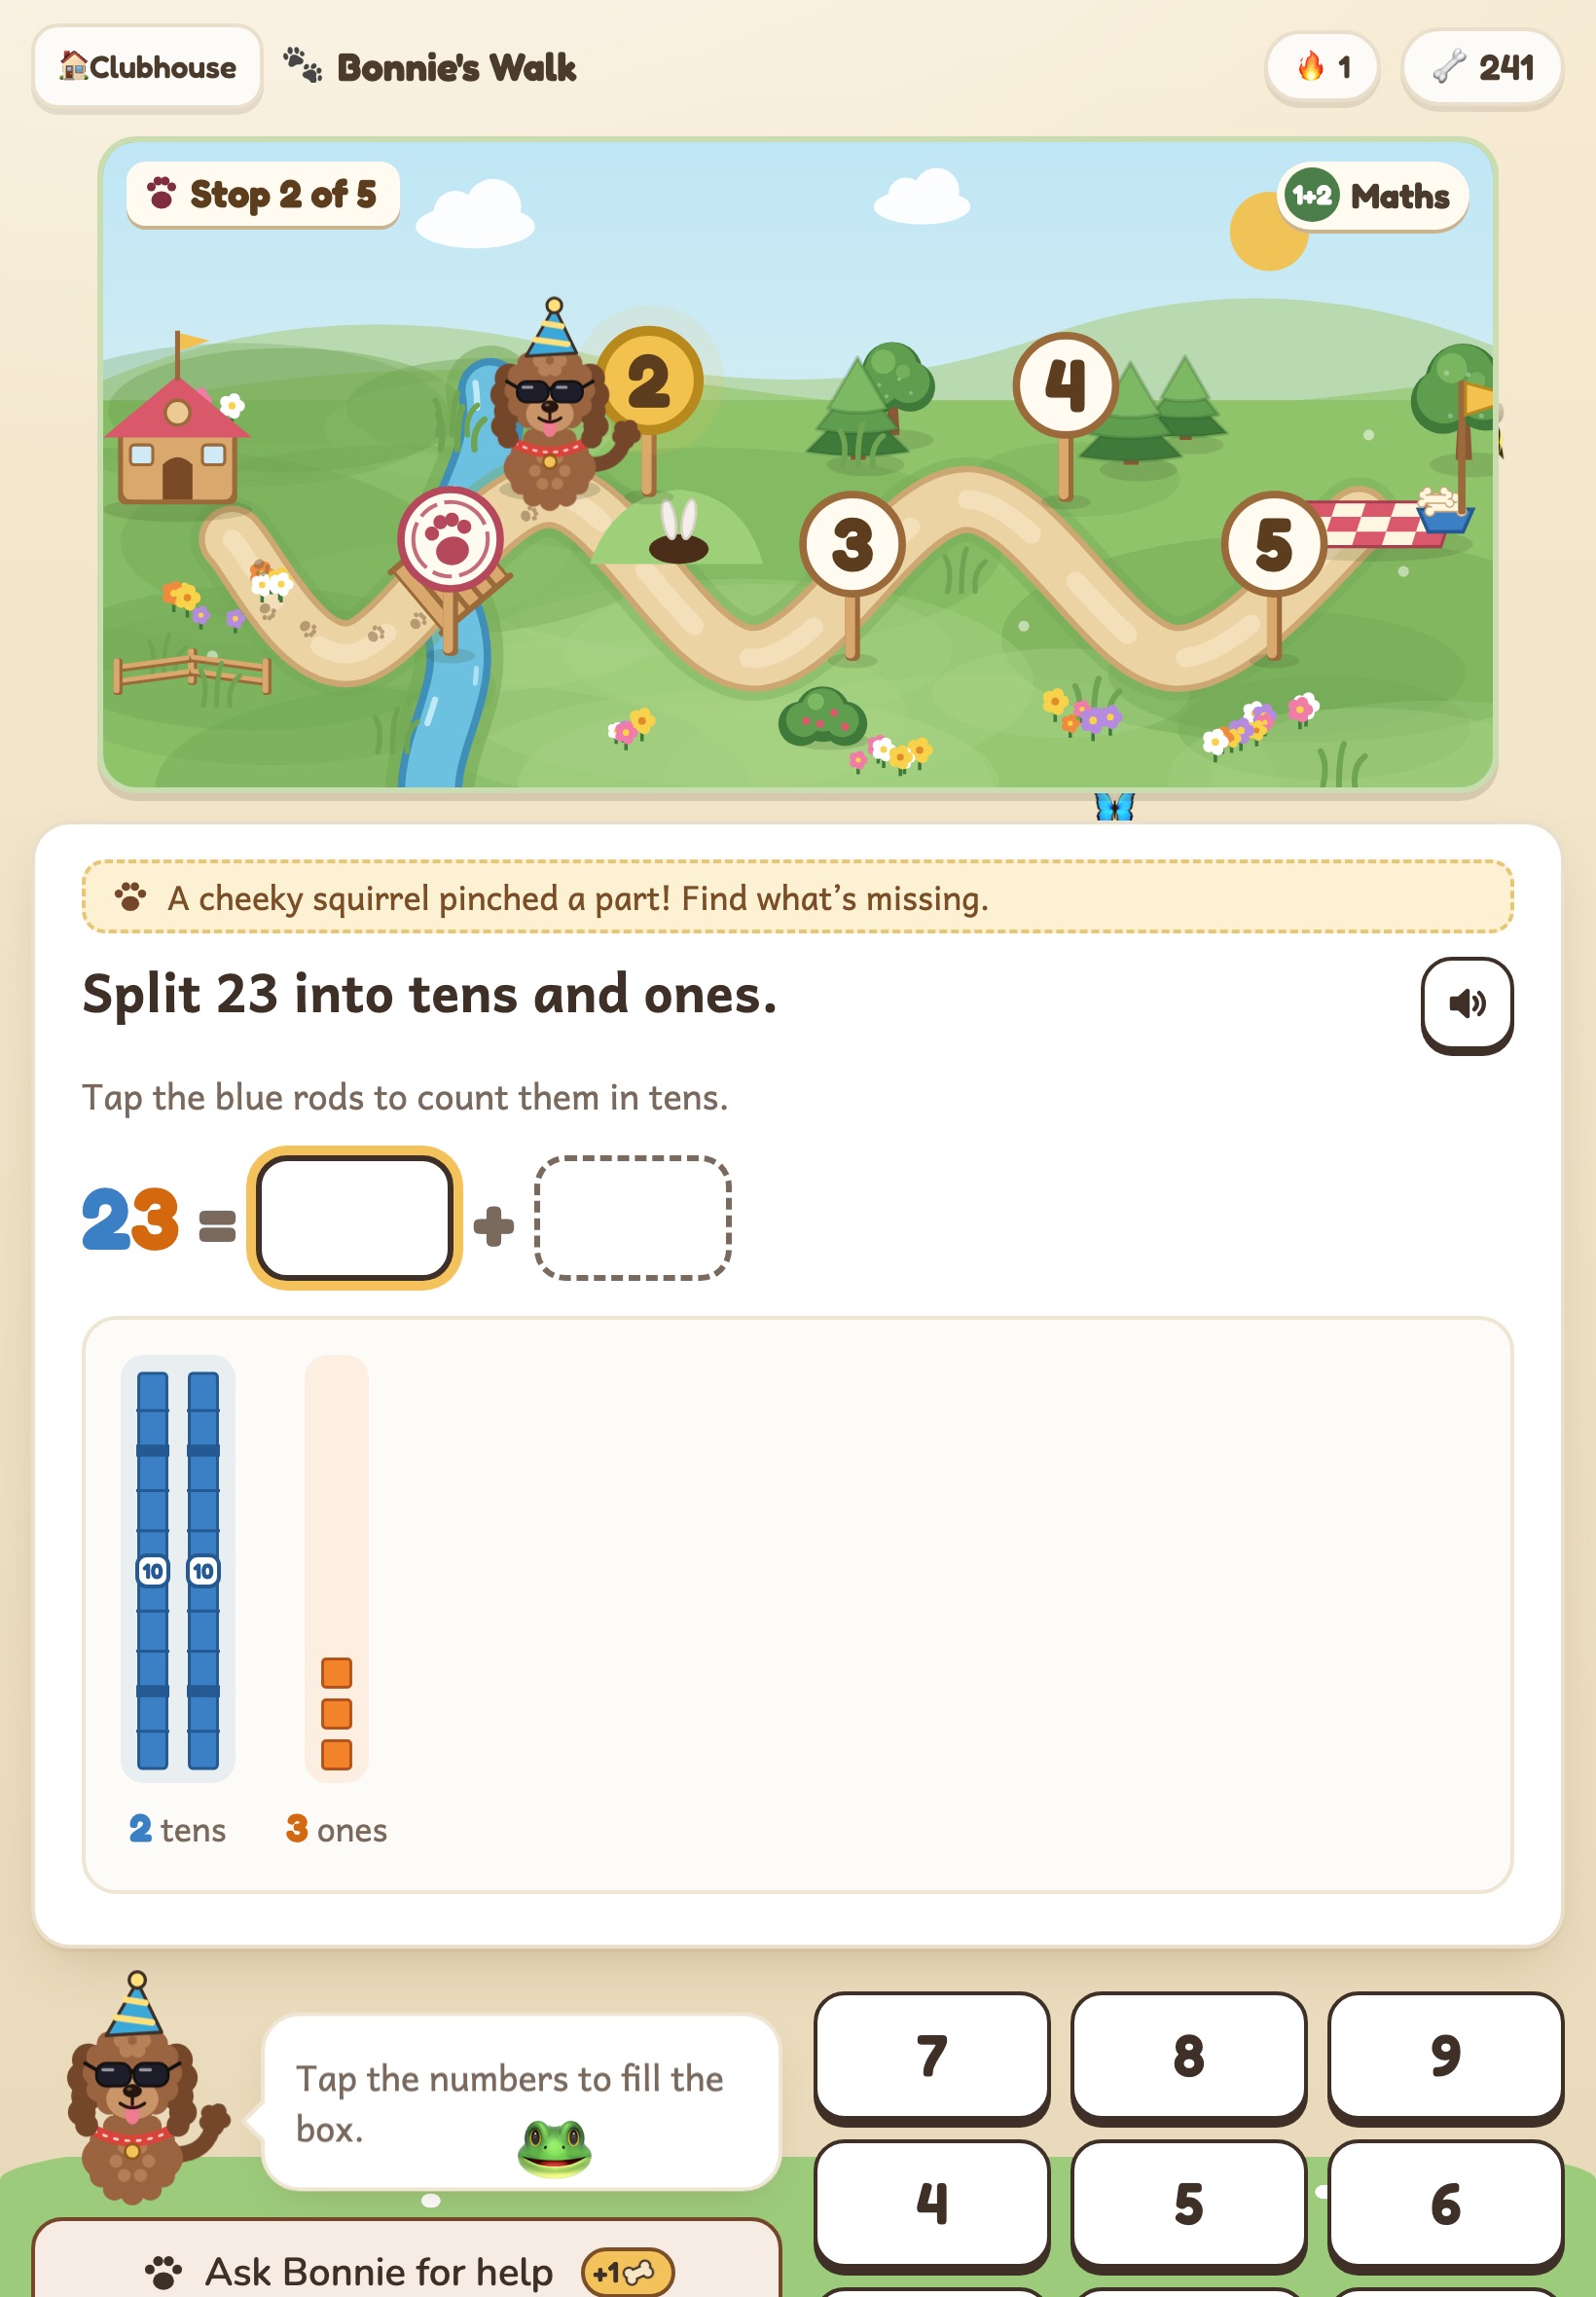 Clubhouse
Bonnie's Walk
1
241
Stop 2 of 5
1+2 Maths
2
4
3
5
A cheeky squirrel pinched a part! Find what’s missing.
Split 23 into tens and ones.
Tap the blue rods to count them in tens.
23 = +
10 10
2 tens
3 ones
Tap the numbers to fill the
box.
7 8 9
4 5 6
Ask Bonnie for help +1